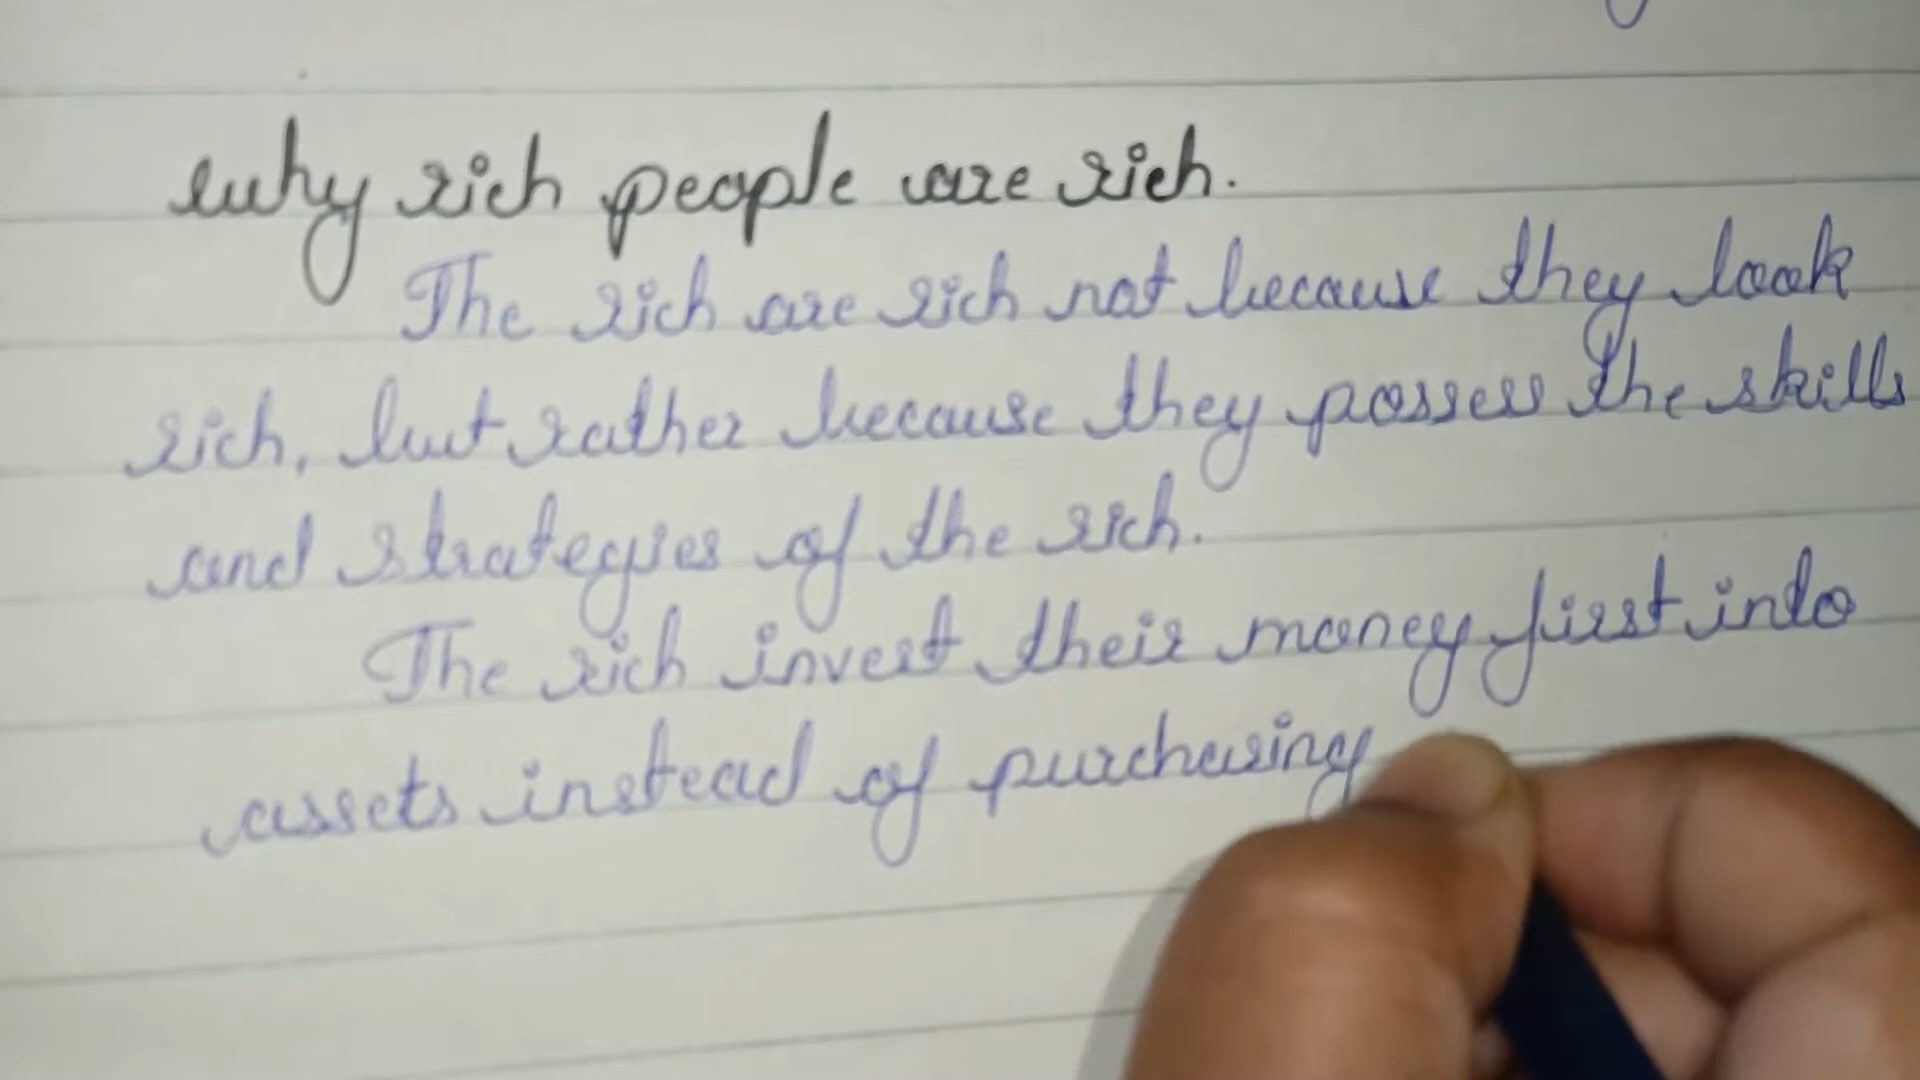 why rich people are rich.
The rich are rich not because they look
rich, but rather because they possess the skills
and strategies of the rich.
The rich invest their money first into
assets instead of purchasing